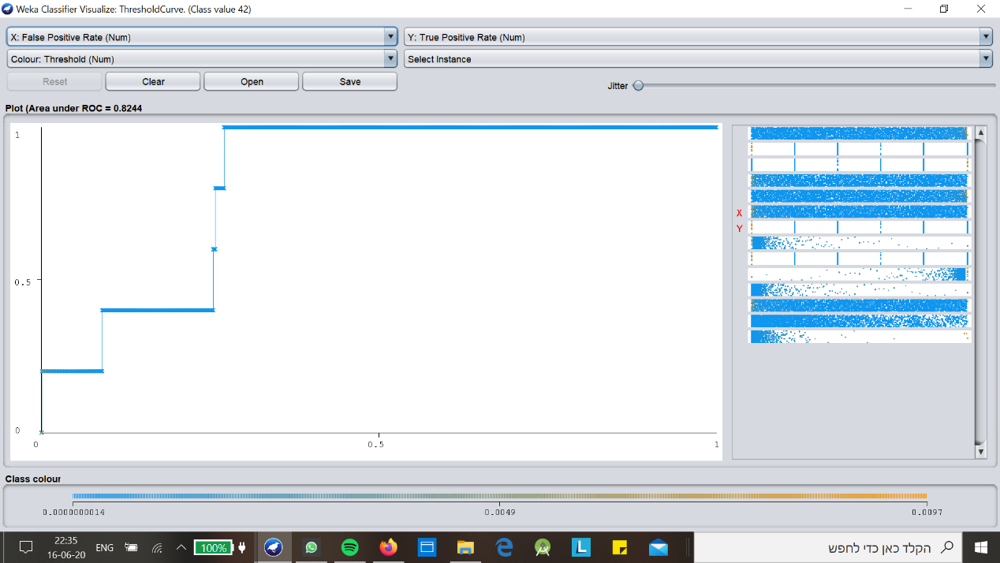 Weka Classifier Visualize: ThresholdCurve. (Class value 42)
X: False Positive Rate (Num)
Y: True Positive Rate (Num)
Colour: Threshold (Num)
Select Instance
Reset
Clear
Open
Save
Jitter
Plot (Area under ROC = 0.8244
1
0.5
0
0
0.5
1
X
Y
Class colour
0.0000000014
0.0049
0.0097
22:35
16-06-20
ENG
100%
L
הקלד כאן כדי לחפש